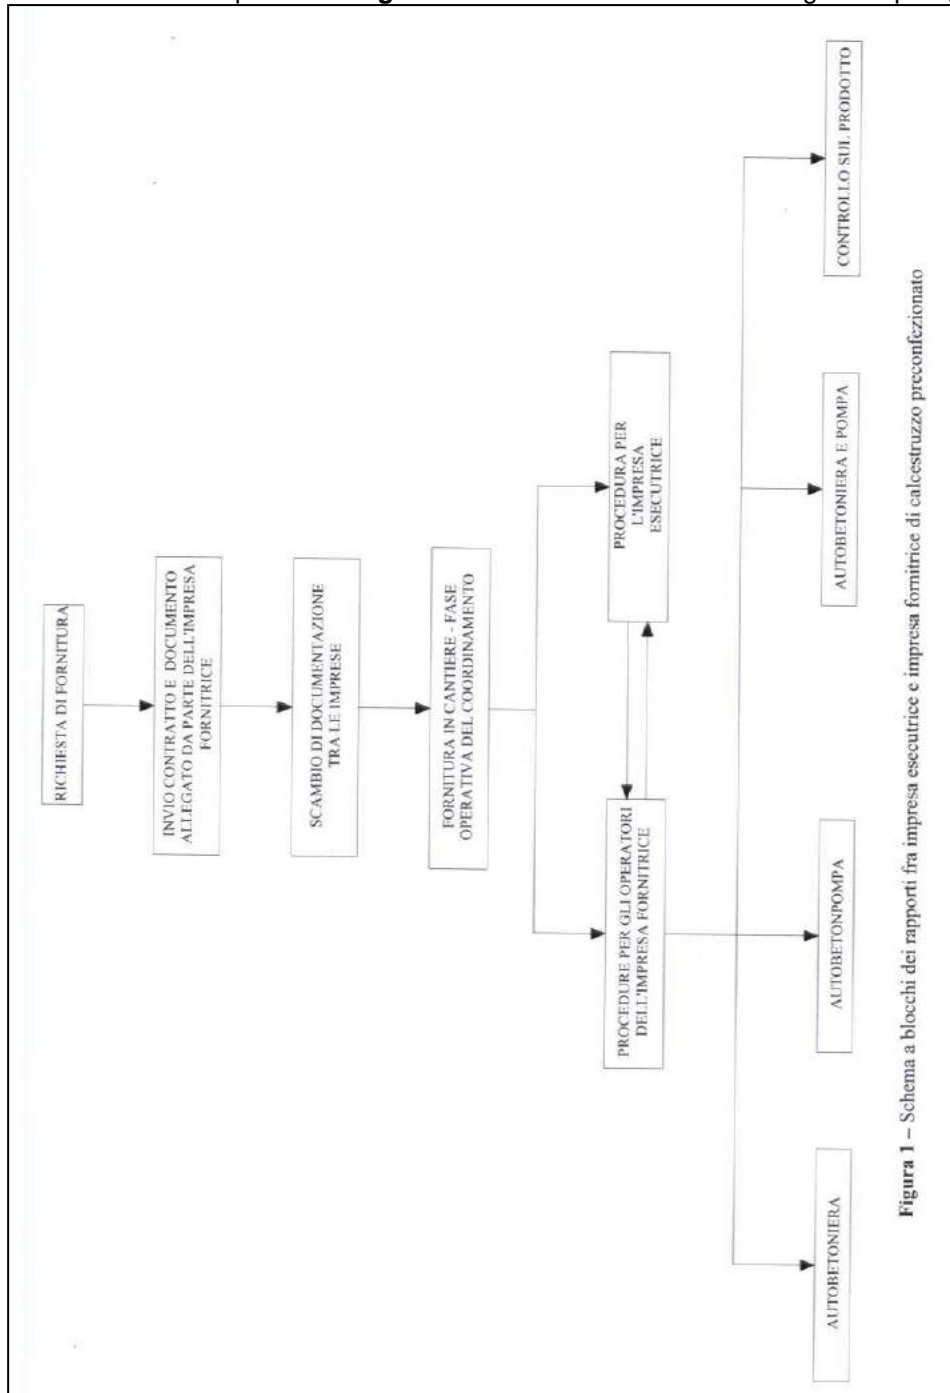 RICHIESTA DI FORNITURA
INVIO CONTRATTO E DOCUMENTO
ALLEGATO DA PARTE DELL'IMPRESA
FORNITRICE
SCAMBIO DI DOCUMENTAZIONE
TRA LE IMPRESE
FORNITURA IN CANTIERE - FASE
OPERATIVA DEL COORDINAMENTO
PROCEDURE PER GLI OPERATORI
DELL'IMPRESA FORNITRICE
PROCEDURA PER
L'IMPRESA
ESECUTRICE
AUTOBETONIERA
AUTOBETONPOMPA
AUTOBETONIERA E POMPA
CONTROLLO SUL PRODOTTO
Figura 1 – Schema a blocchi dei rapporti fra impresa esecutrice e impresa fornitrice di calcestruzzo preconfezionato